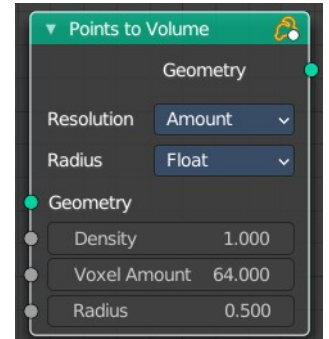 Points to Volume
Geometry
Resolution Amount
Radius Float
Geometry
Density 1.000
Voxel Amount 64.000
Radius 0.500